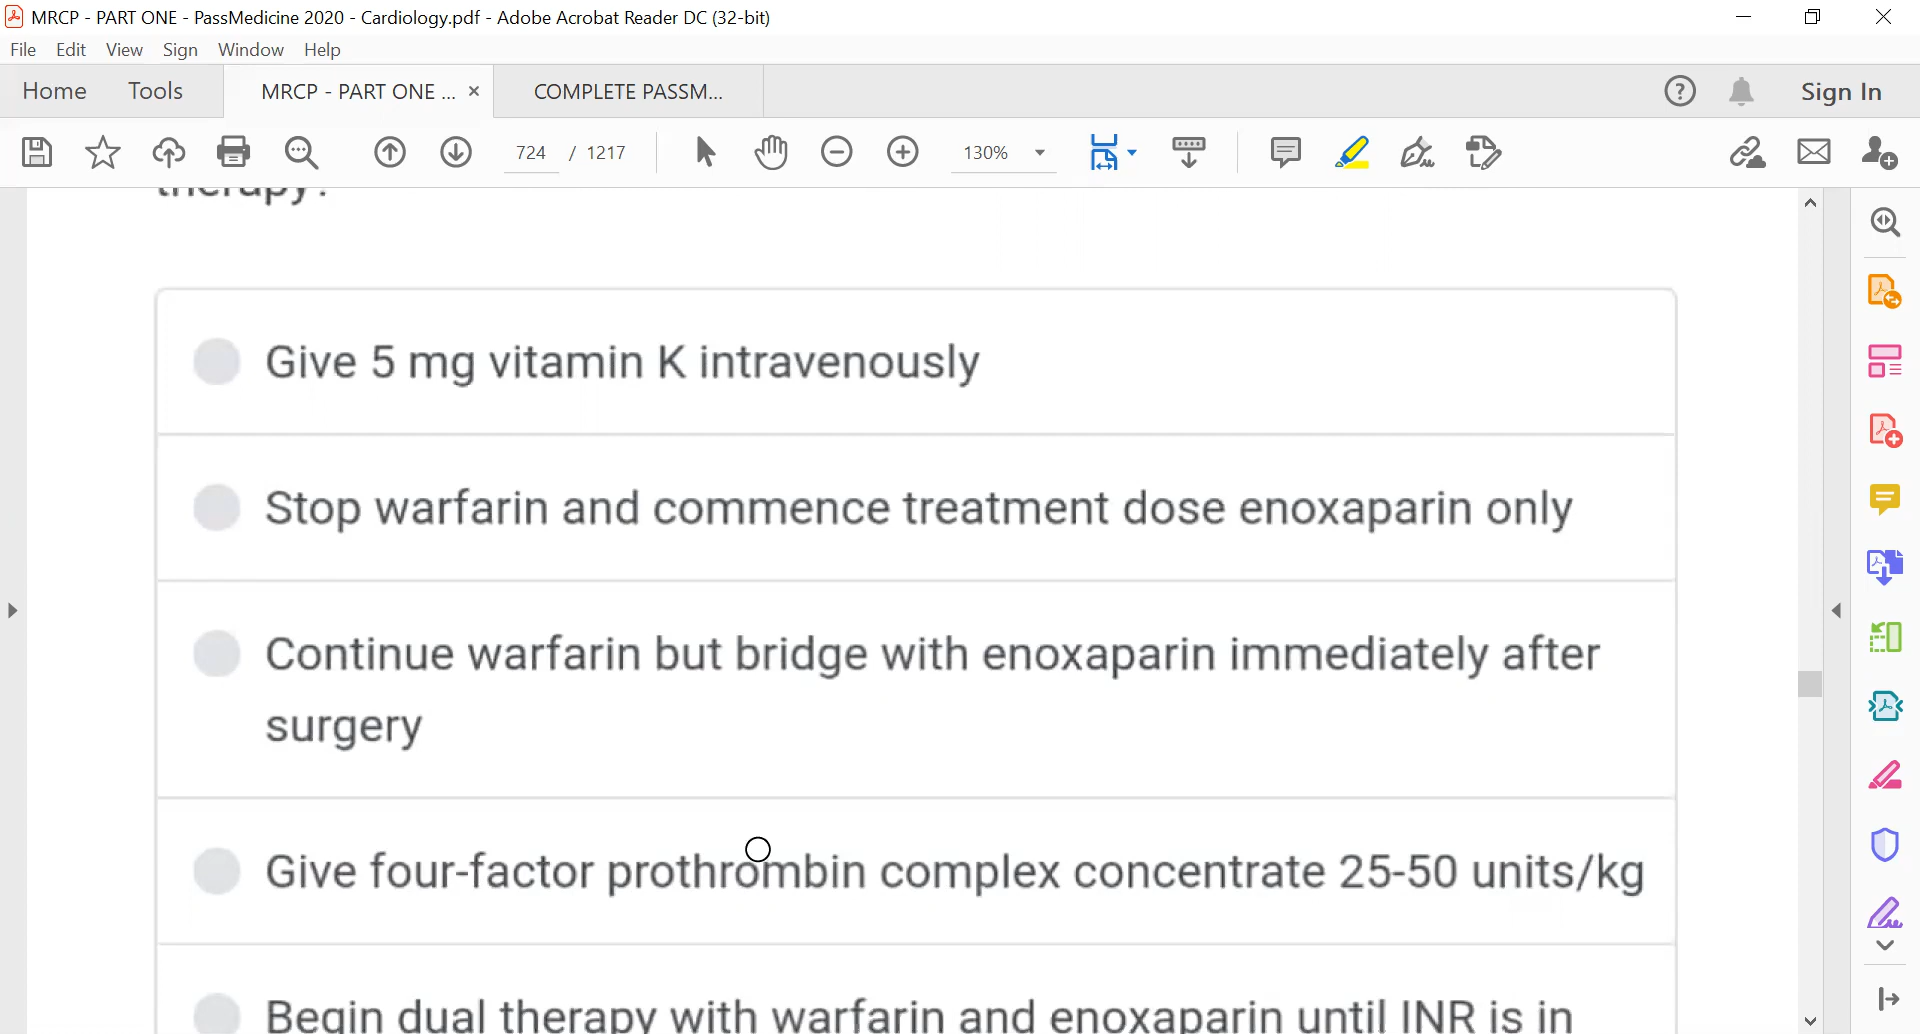 MRCP - PART ONE - PassMedicine 2020 - Cardiology.pdf - Adobe Acrobat Reader DC (32-bit)
File Edit View Sign Window Help
Home Tools MRCP - PART ONE ... × COMPLETE PASSM... Sign In
724 / 1217 130%
therapy?
Give 5 mg vitamin K intravenously
Stop warfarin and commence treatment dose enoxaparin only
Continue warfarin but bridge with enoxaparin immediately after
surgery
Give four-factor prothrombin complex concentrate 25-50 units/kg
Begin dual therapy with warfarin and enoxaparin until INR is in